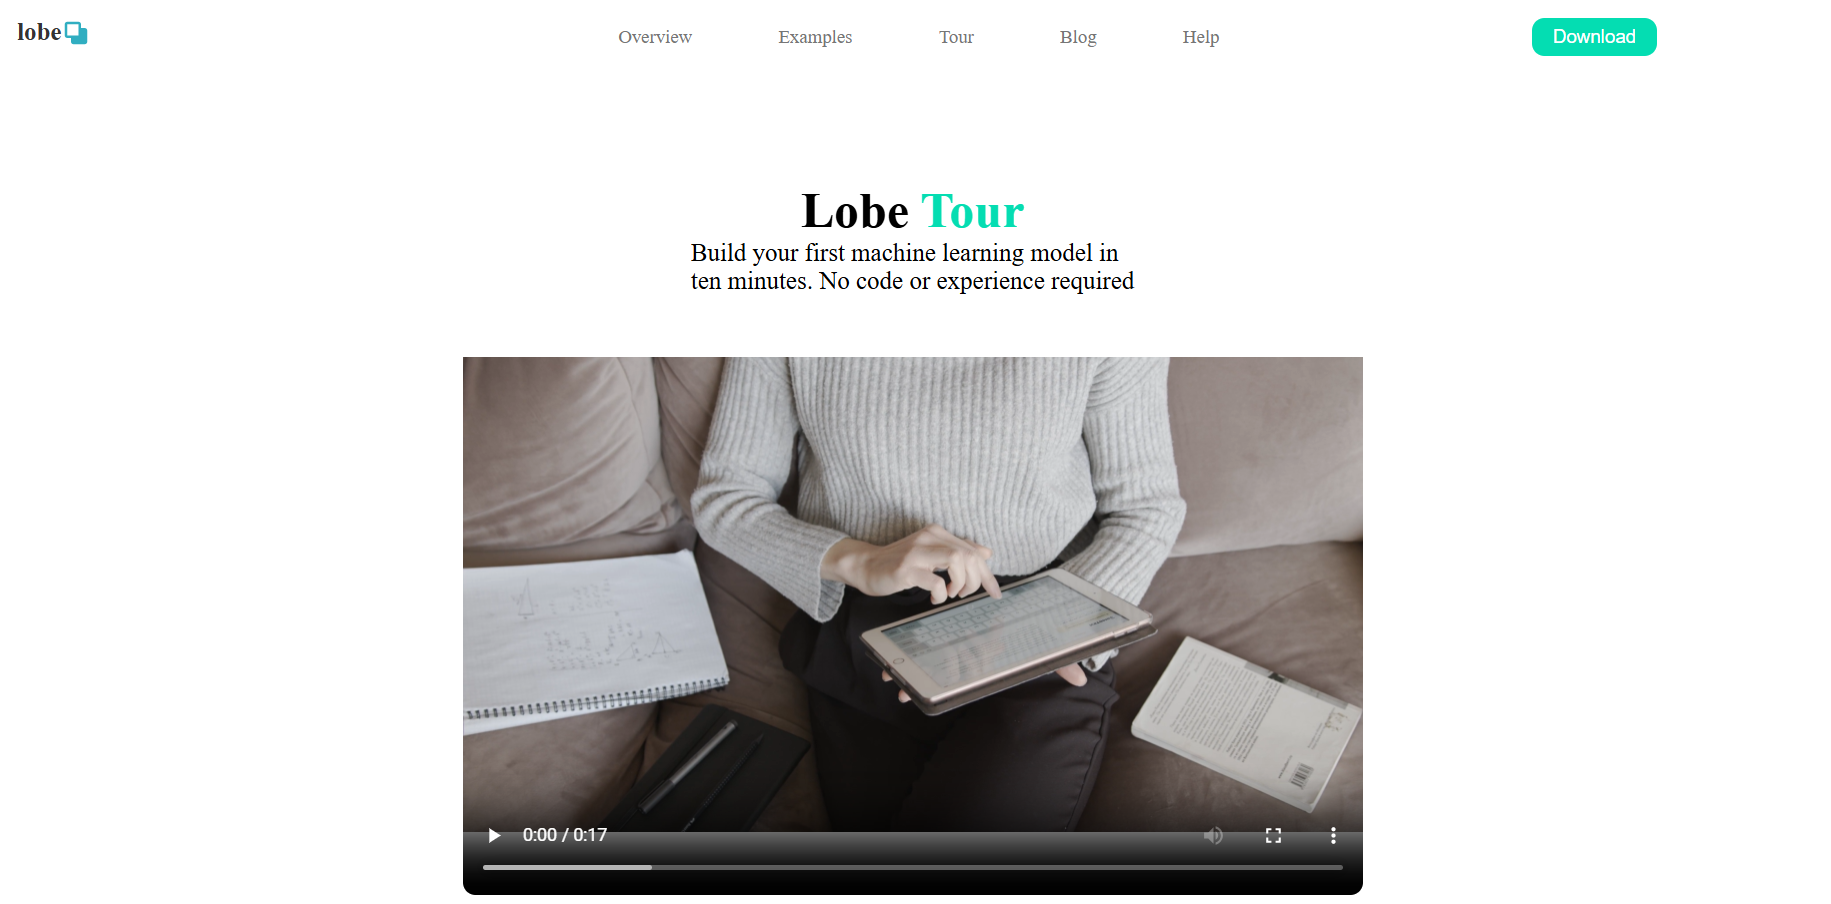 lobe
Overview Examples Tour Blog Help
Download
Lobe Tour
Build your first machine learning model in
ten minutes. No code or experience required
0:00 / 0:17